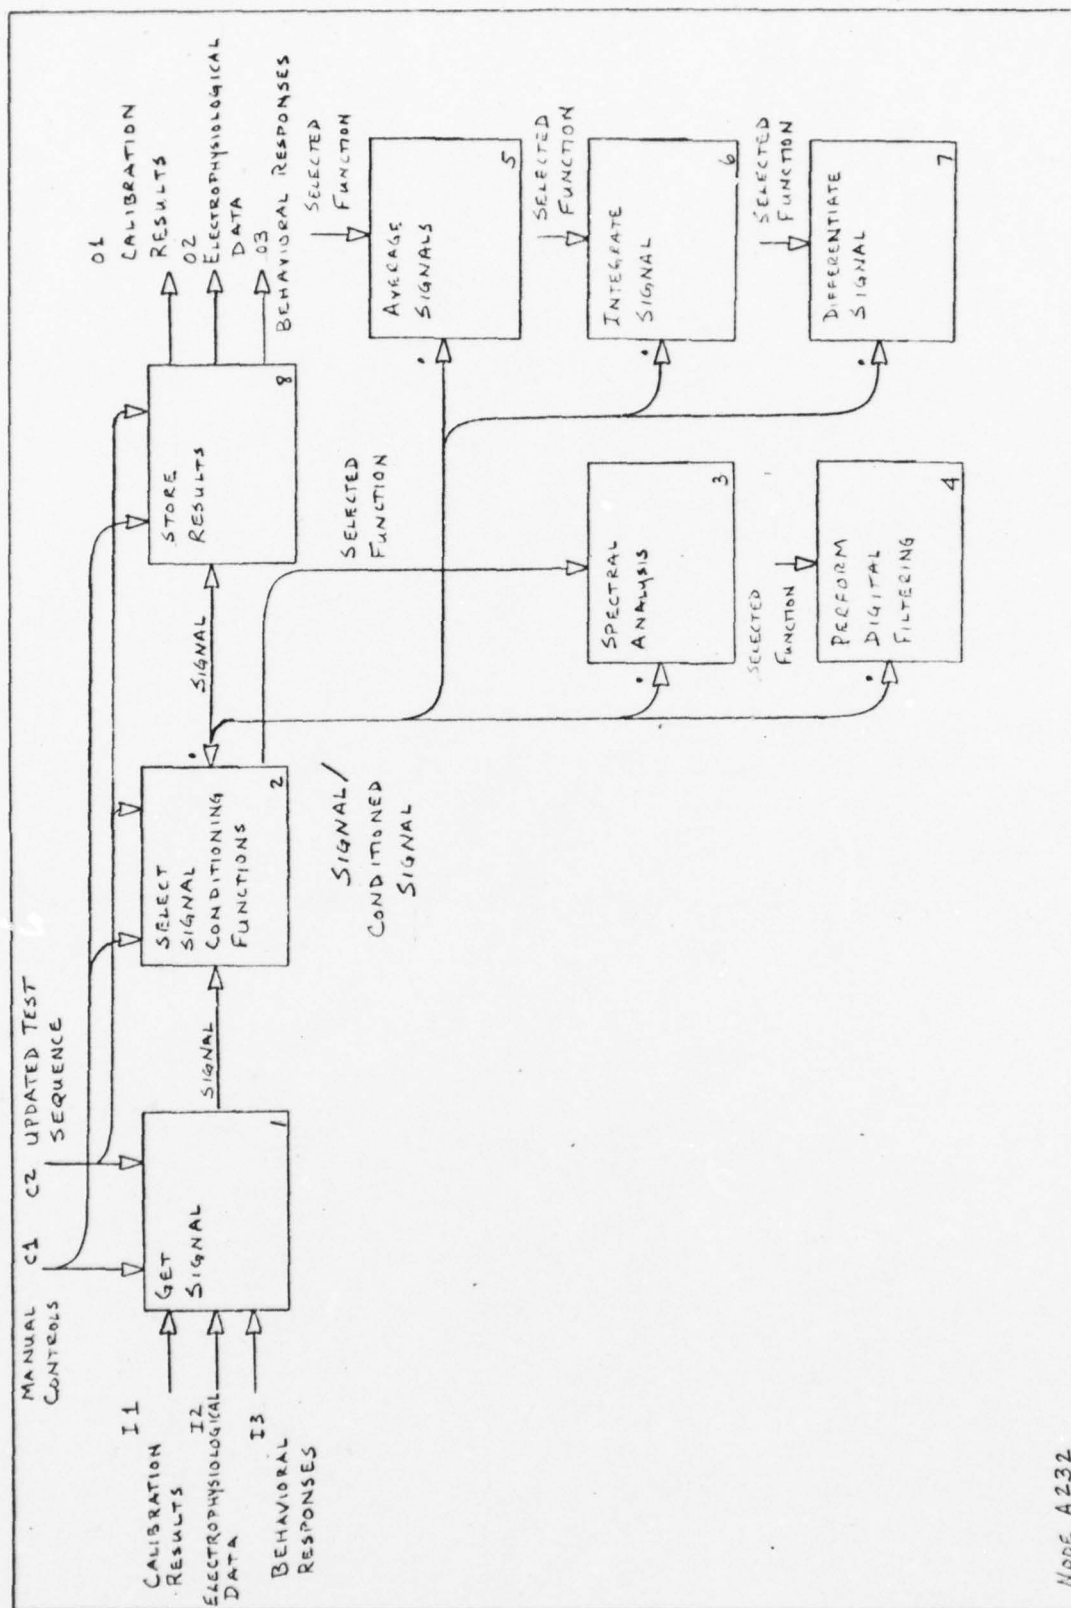 MANUAL
CONTROLS
C1
C2
UPDATED TEST
SEQUENCE
I1
CALIBRATION
RESULTS
I2
ELECTROPHYSIOLOGICAL
DATA
I3
BEHAVIORAL
RESPONSES
GET
SIGNAL
1
SIGNAL
SELECT
SIGNAL
CONDITIONING
FUNCTIONS
2
SIGNAL
STORE
RESULTS
8
O1
CALIBRATION
RESULTS
O2
ELECTROPHYSIOLOGICAL
DATA
O3
BEHAVIORAL RESPONSES
SIGNAL/
CONDITIONED
SIGNAL
SELECTED
FUNCTION
SELECTED
FUNCTION
AVERAGE
SIGNALS
5
SELECTED
FUNCTION
INTEGRATE
SIGNAL
6
SELECTED
FUNCTION
DIFFERENTIATE
SIGNAL
7
SPECTRAL
ANALYSIS
3
SELECTED
FUNCTION
PERFORM
DIGITAL
FILTERING
4
NODE A232